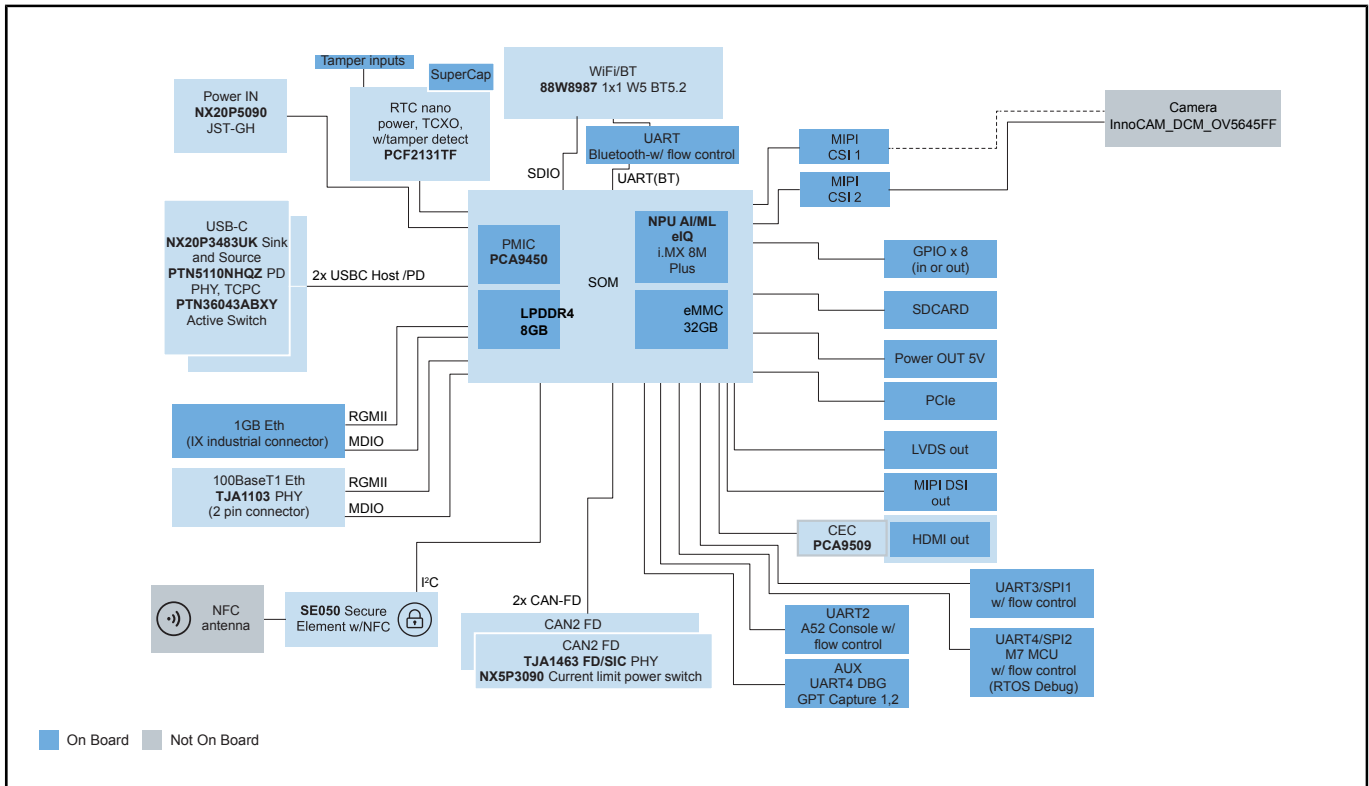 Tamper inputs
SuperCap
Power IN
NX20P5090
JST-GH
RTC nano
power, TCXO,
w/tamper detect
PCF2131TF
WiFi/BT
88W8987 1x1 W5 BT5.2
UART
Bluetooth-w/ flow control
SDIO
UART(BT)
MIPI
CSI 1
MIPI
CSI 2
Camera
InnoCAM_DCM_OV5645FF
USB-C
NX20P3483UK Sink
and Source
PTN5110NHQZ PD
PHY, TCPC
PTN36043ABXY
Active Switch
2x USBC Host /PD
PMIC
PCA9450
LPDDR4
8GB
SOM
NPU AI/ML
eIQ
i.MX 8M
Plus
eMMC
32GB
GPIO x 8
(in or out)
SDCARD
Power OUT 5V
PCIe
LVDS out
MIPI DSI
out
CEC
PCA9509
HDMI out
1GB Eth
(IX industrial connector)
RGMII
MDIO
100BaseT1 Eth
TJA1103 PHY
(2 pin connector)
RGMII
MDIO
I²C
NFC
antenna
SE050 Secure
Element w/NFC
2x CAN-FD
CAN2 FD
CAN2 FD
TJA1463 FD/SIC PHY
NX5P3090 Current limit power switch
UART2
A52 Console w/
flow control
AUX
UART4 DBG
GPT Capture 1,2
UART3/SPI1
w/ flow control
UART4/SPI2
M7 MCU
w/ flow control
(RTOS Debug)
On Board
Not On Board